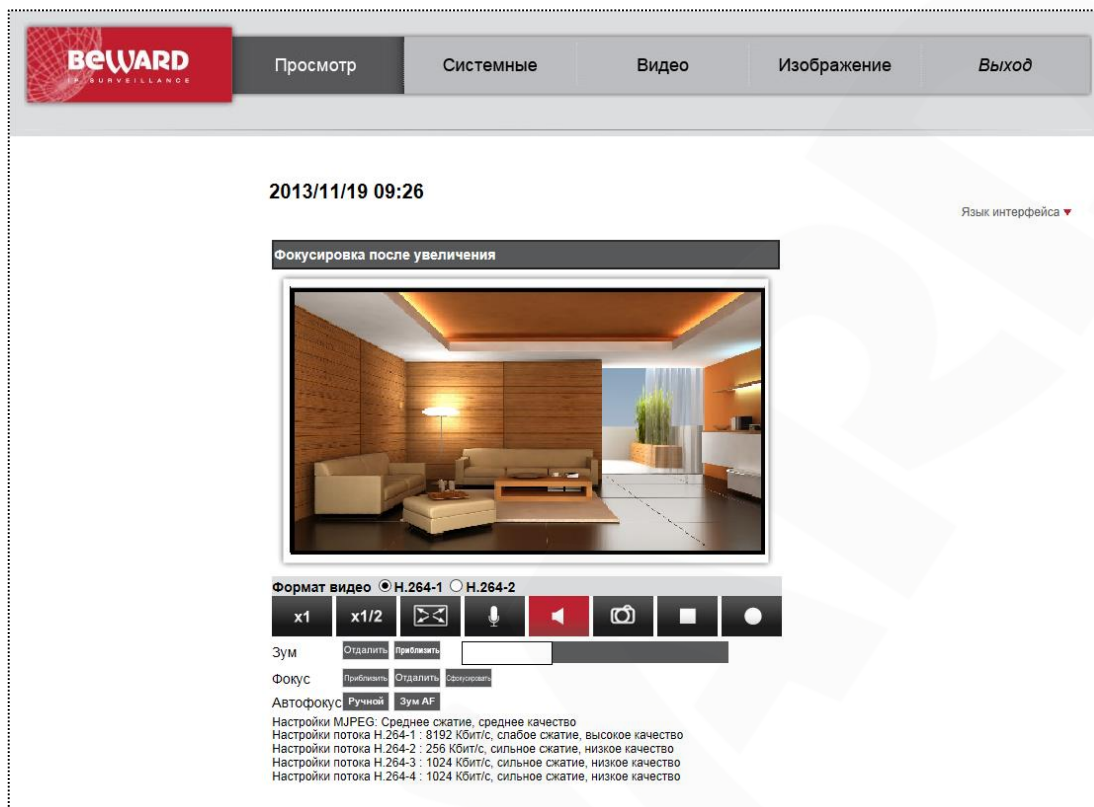 BEWARD
IP SURVEILLANCE
Просмотр Системные Видео Изображение Выход
2013/11/19 09:26
Язык интерфейса
Фокусировка после увеличения
Формат видео H.264-1 H.264-2
x1 x1/2
Зум Отдалить Приблизить
Фокус Приблизить Отдалить Сфокусировать
Автофокус Ручной Зум AF
Настройки MJPEG: Среднее сжатие, среднее качество
Настройки потока H.264-1 : 8192 Кбит/с, слабое сжатие, высокое качество
Настройки потока H.264-2 : 256 Кбит/с, сильное сжатие, низкое качество
Настройки потока H.264-3 : 1024 Кбит/с, сильное сжатие, низкое качество
Настройки потока H.264-4 : 1024 Кбит/с, сильное сжатие, низкое качество